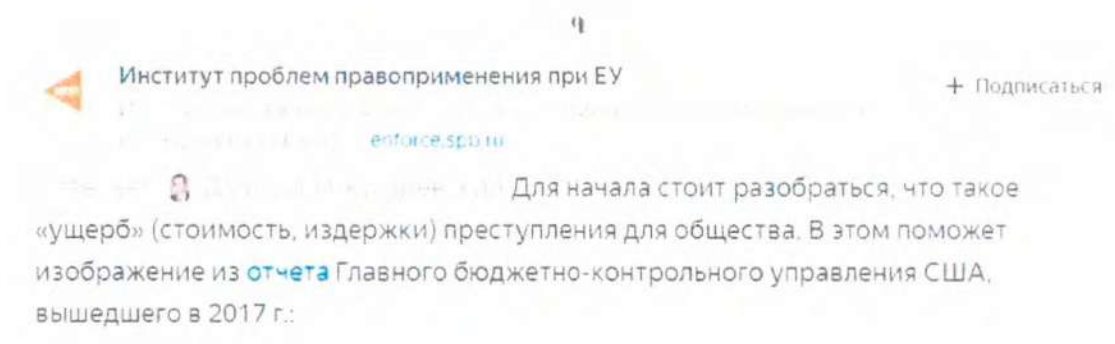 Институт проблем правоприменения при ЕУ
+ Подписаться
enforce.spb.ru
Для начала стоит разобраться, что такое
«ущерб» (стоимость, издержки) преступления для общества. В этом поможет
изображение из отчета Главного бюджетно-контрольного управления США,
вышедшего в 2017 г.: